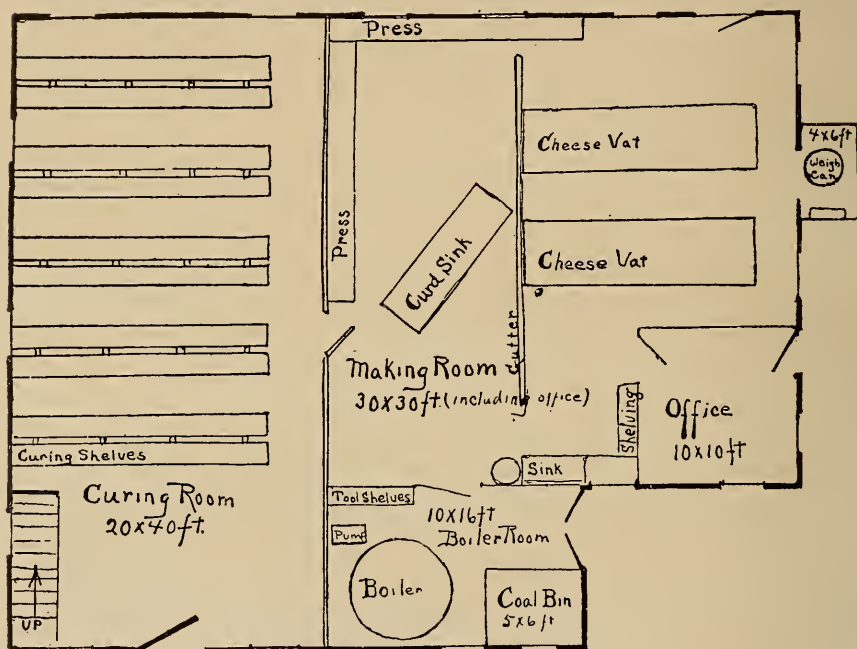 Press
Cheese Vat
4x6ft
Weigh
Can
Press
Curd Sink
Cheese Vat
Gutter
Making Room
30x30ft. (including office)
Shelving
Office
10x10ft
Curing Shelves
Sink
Curing Room
20x40ft.
Tool Shelves
10x16ft
Boiler Room
Pump
Boiler
Coal Bin
5x6ft
UP